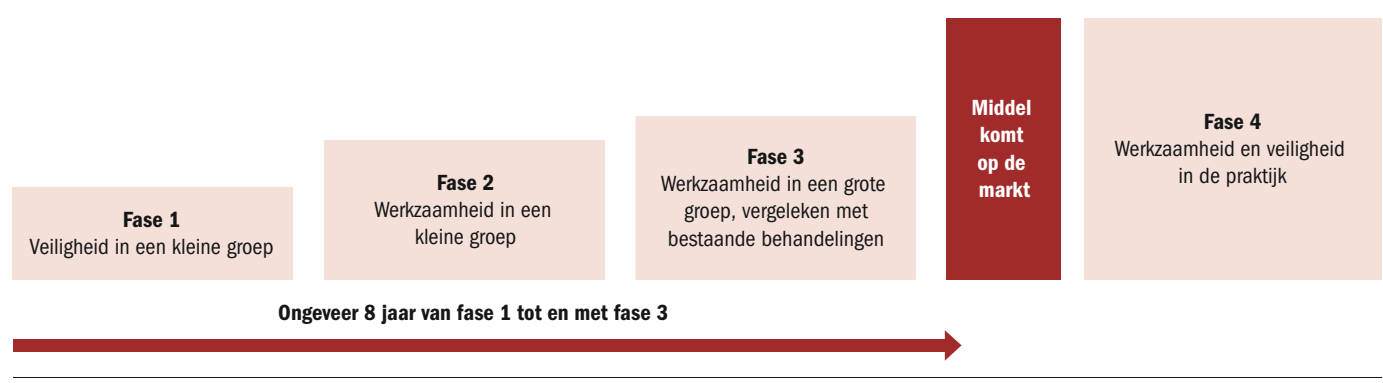 Fase 1
Veiligheid in een kleine groep
Fase 2
Werkzaamheid in een
kleine groep
Fase 3
Werkzaamheid in een grote
groep, vergeleken met
bestaande behandelingen
Middel
komt
op de
markt
Fase 4
Werkzaamheid en veiligheid
in de praktijk
Ongeveer 8 jaar van fase 1 tot en met fase 3